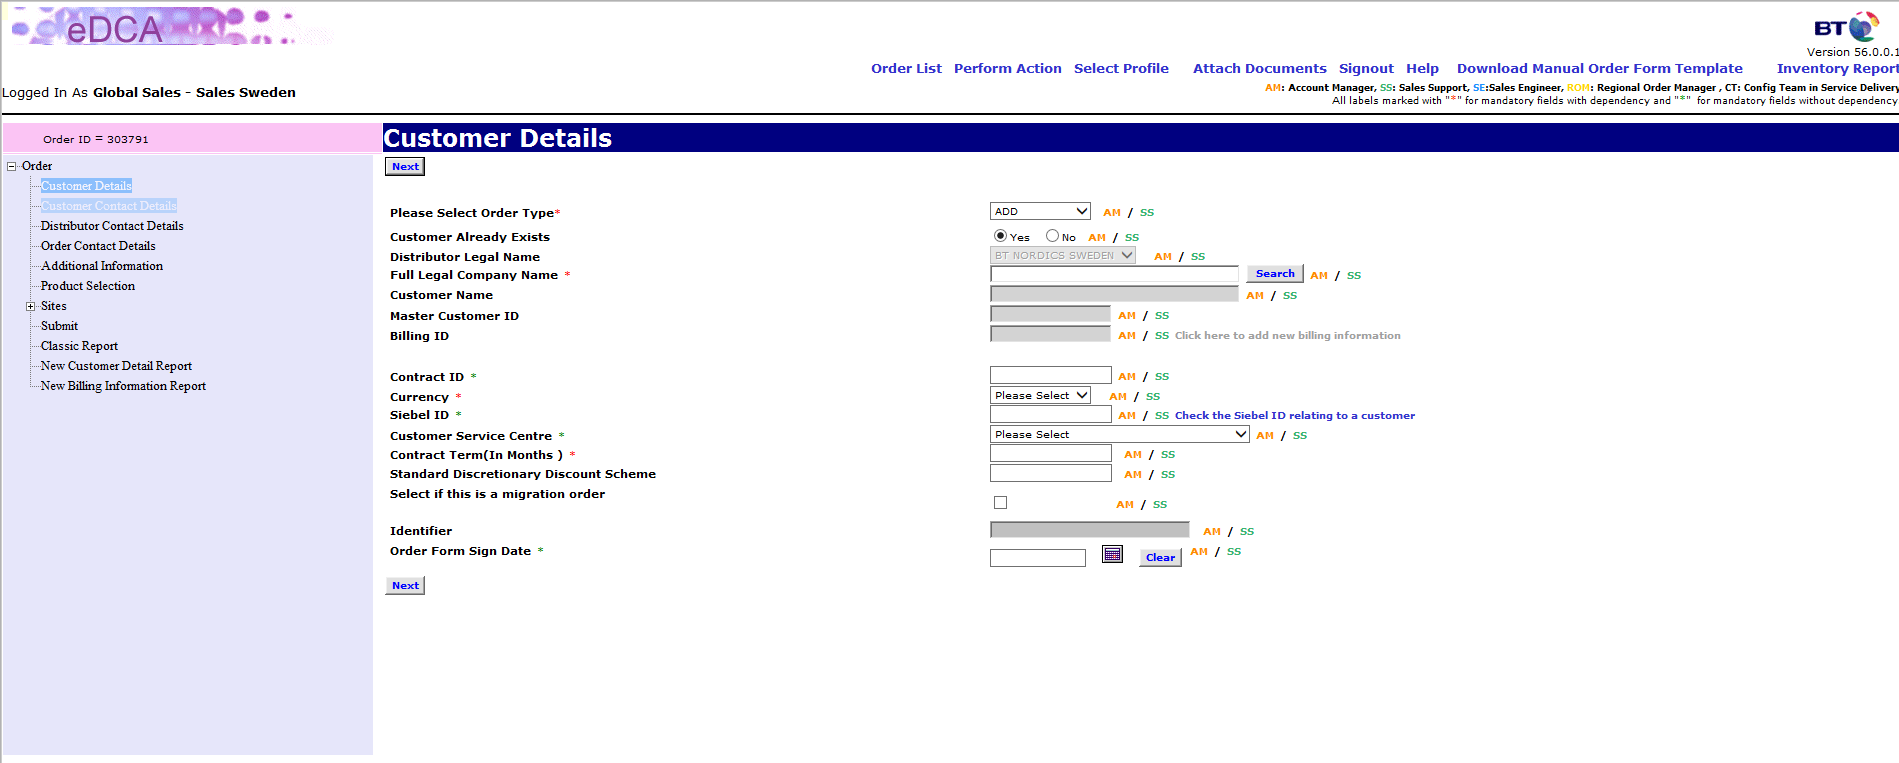 eDCA
BT
Version 56.0.0.1
Order List Perform Action Select Profile Attach Documents Signout Help Download Manual Order Form Template Inventory Report
Logged In As Global Sales - Sales Sweden
AM: Account Manager, SS: Sales Support, SE:Sales Engineer, ROM: Regional Order Manager , CT: Config Team in Service Delivery
All labels marked with "*" for mandatory fields with dependency and "*" for mandatory fields without dependency
Order ID = 303791
Customer Details
Order
Customer Details
Customer Contact Details
Distributor Contact Details
Order Contact Details
Additional Information
Product Selection
Sites
Submit
Classic Report
New Customer Detail Report
New Billing Information Report
Next
Please Select Order Type* ADD AM / SS
Customer Already Exists Yes No AM / SS
Distributor Legal Name BT NORDICS SWEDEN AM / SS
Full Legal Company Name * Search AM / SS
Customer Name AM / SS
Master Customer ID AM / SS
Billing ID AM / SS Click here to add new billing information
Contract ID * AM / SS
Currency * Please Select AM / SS
Siebel ID * AM / SS Check the Siebel ID relating to a customer
Customer Service Centre * Please Select AM / SS
Contract Term(In Months ) * AM / SS
Standard Discretionary Discount Scheme AM / SS
Select if this is a migration order AM / SS
Identifier AM / SS
Order Form Sign Date * Clear AM / SS
Next